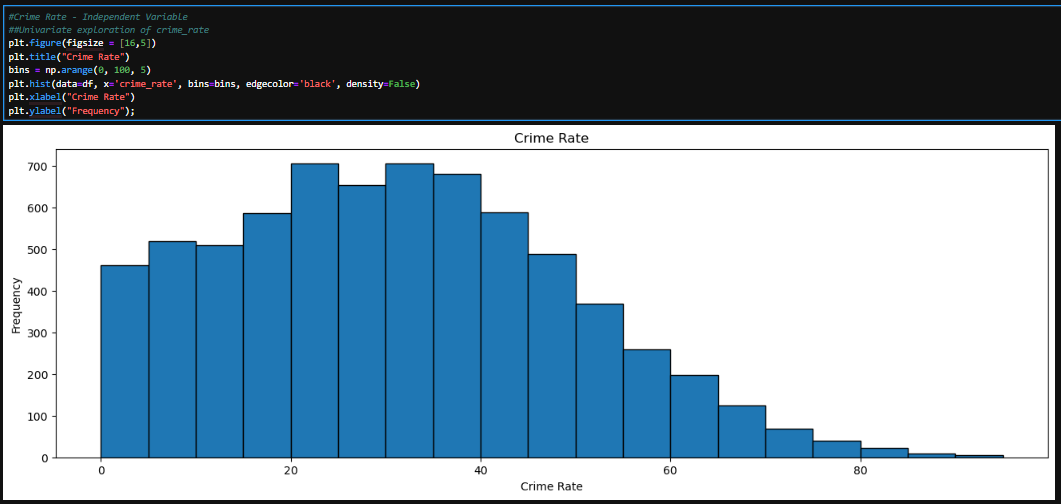 #Crime Rate - Independent Variable
##Univariate exploration of crime_rate
plt.figure(figsize = [16,5])
plt.title("Crime Rate")
bins = np.arange(0, 100, 5)
plt.hist(data=df, x='crime_rate', bins=bins, edgecolor='black', density=False)
plt.xlabel("Crime Rate")
plt.ylabel("Frequency");
Crime Rate
700
600
500
400
300
200
100
0
Frequency
0 20 40 60 80
Crime Rate